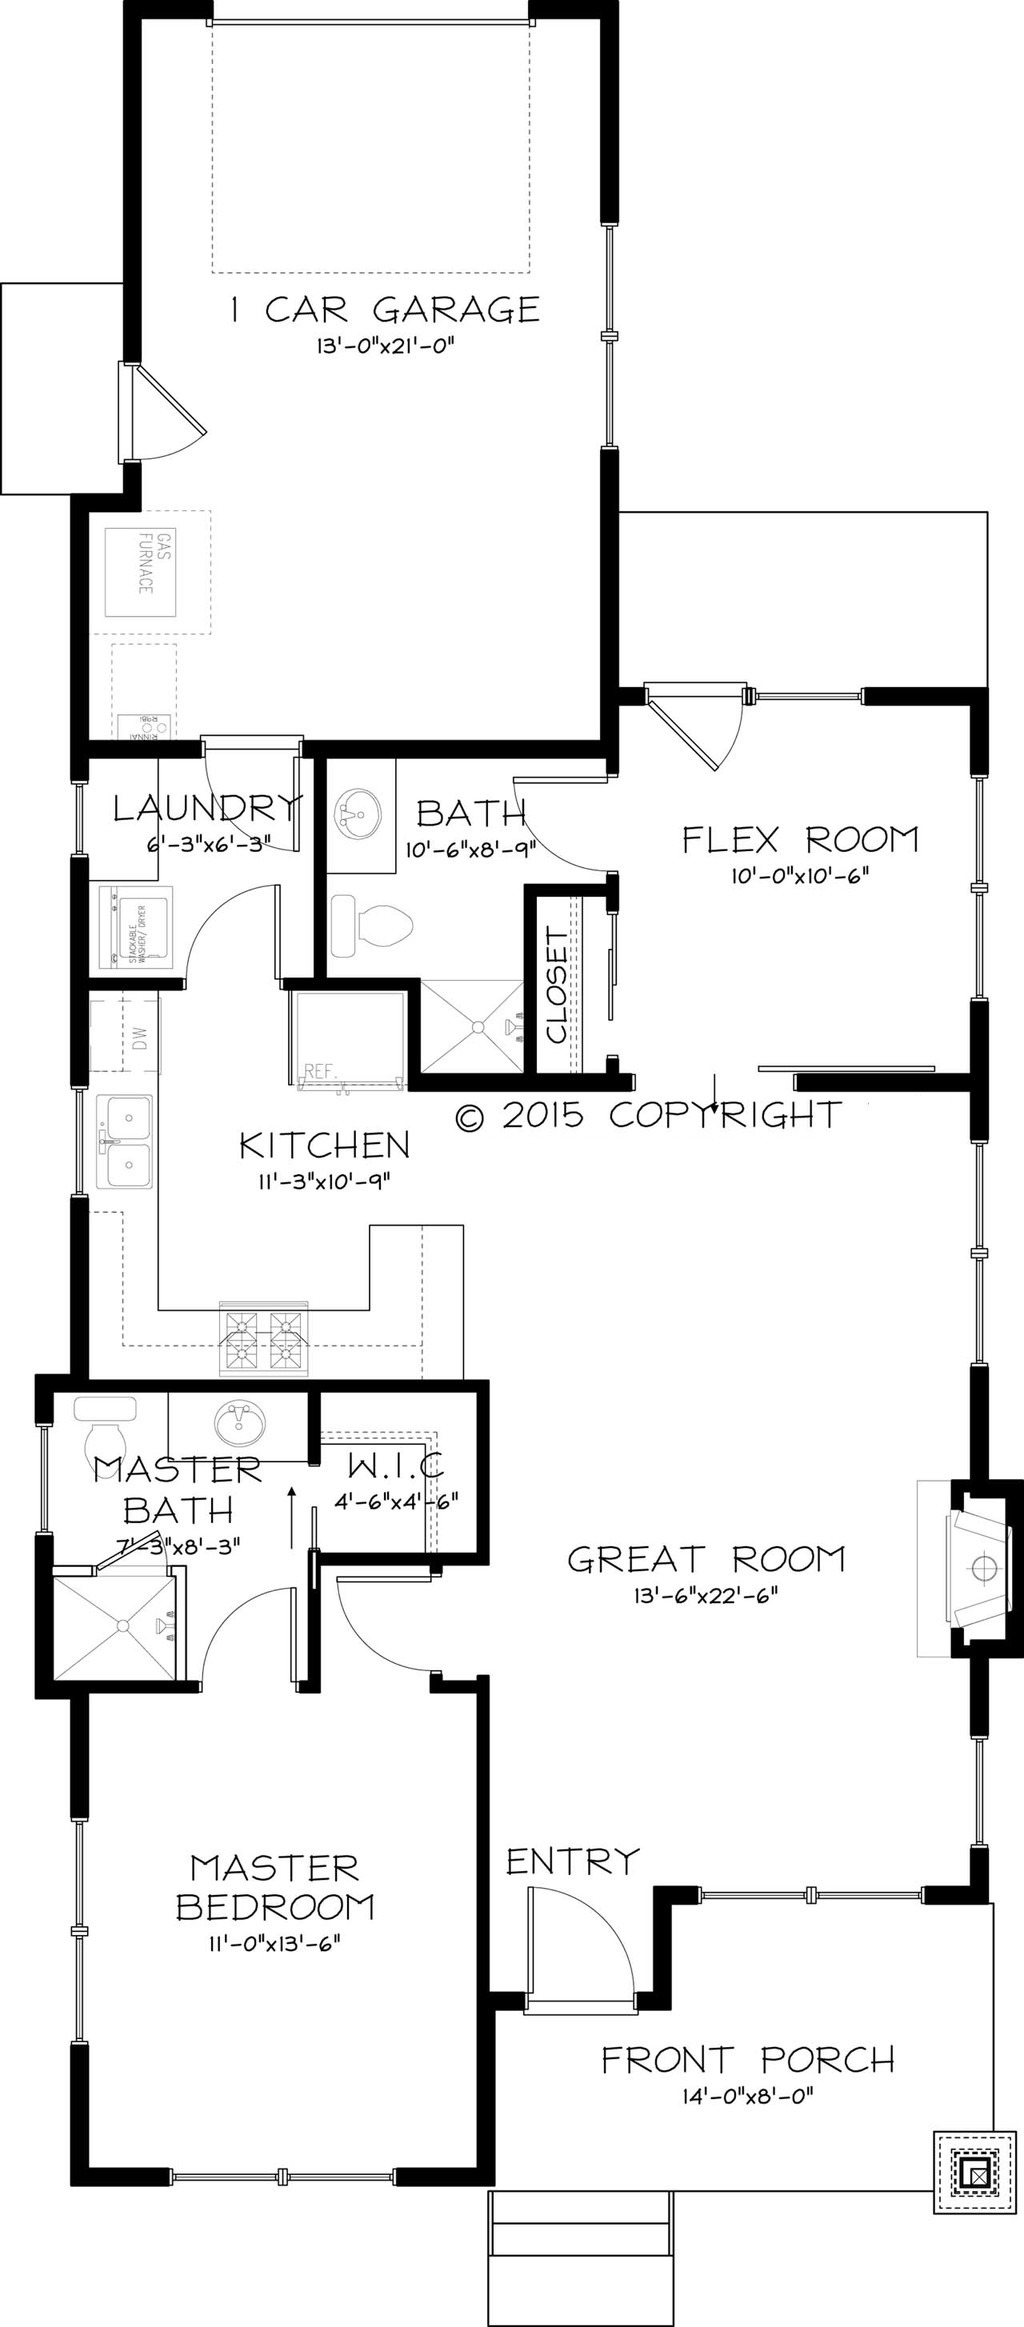 1 CAR GARAGE
13'-0"x21'-0"
GAS
FURNACE
RINNAI
LAUNDRY
6'-3"x6'-3"
STACKABLE
WASHER/ DRYER
BATH
10'-6"x8'-9"
FLEX ROOM
10'-0"x10'-6"
CLOSET
DW
REF.
© 2015 COPYRIGHT
KITCHEN
11'-3"x10'-9"
MASTER
BATH
7'-3"x8'-3"
W.I.C
4'-6"x4'-6"
GREAT ROOM
13'-6"x22'-6"
MASTER
BEDROOM
11'-0"x13'-6"
ENTRY
FRONT PORCH
14'-0"x8'-0"